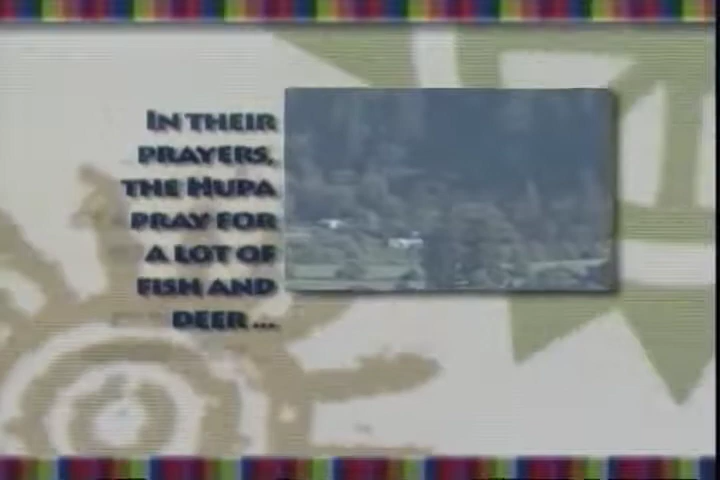 IN THEIR
PRAYERS,
THE HUPA
PRAY FOR
A LOT OF
FISH AND
DEER ...